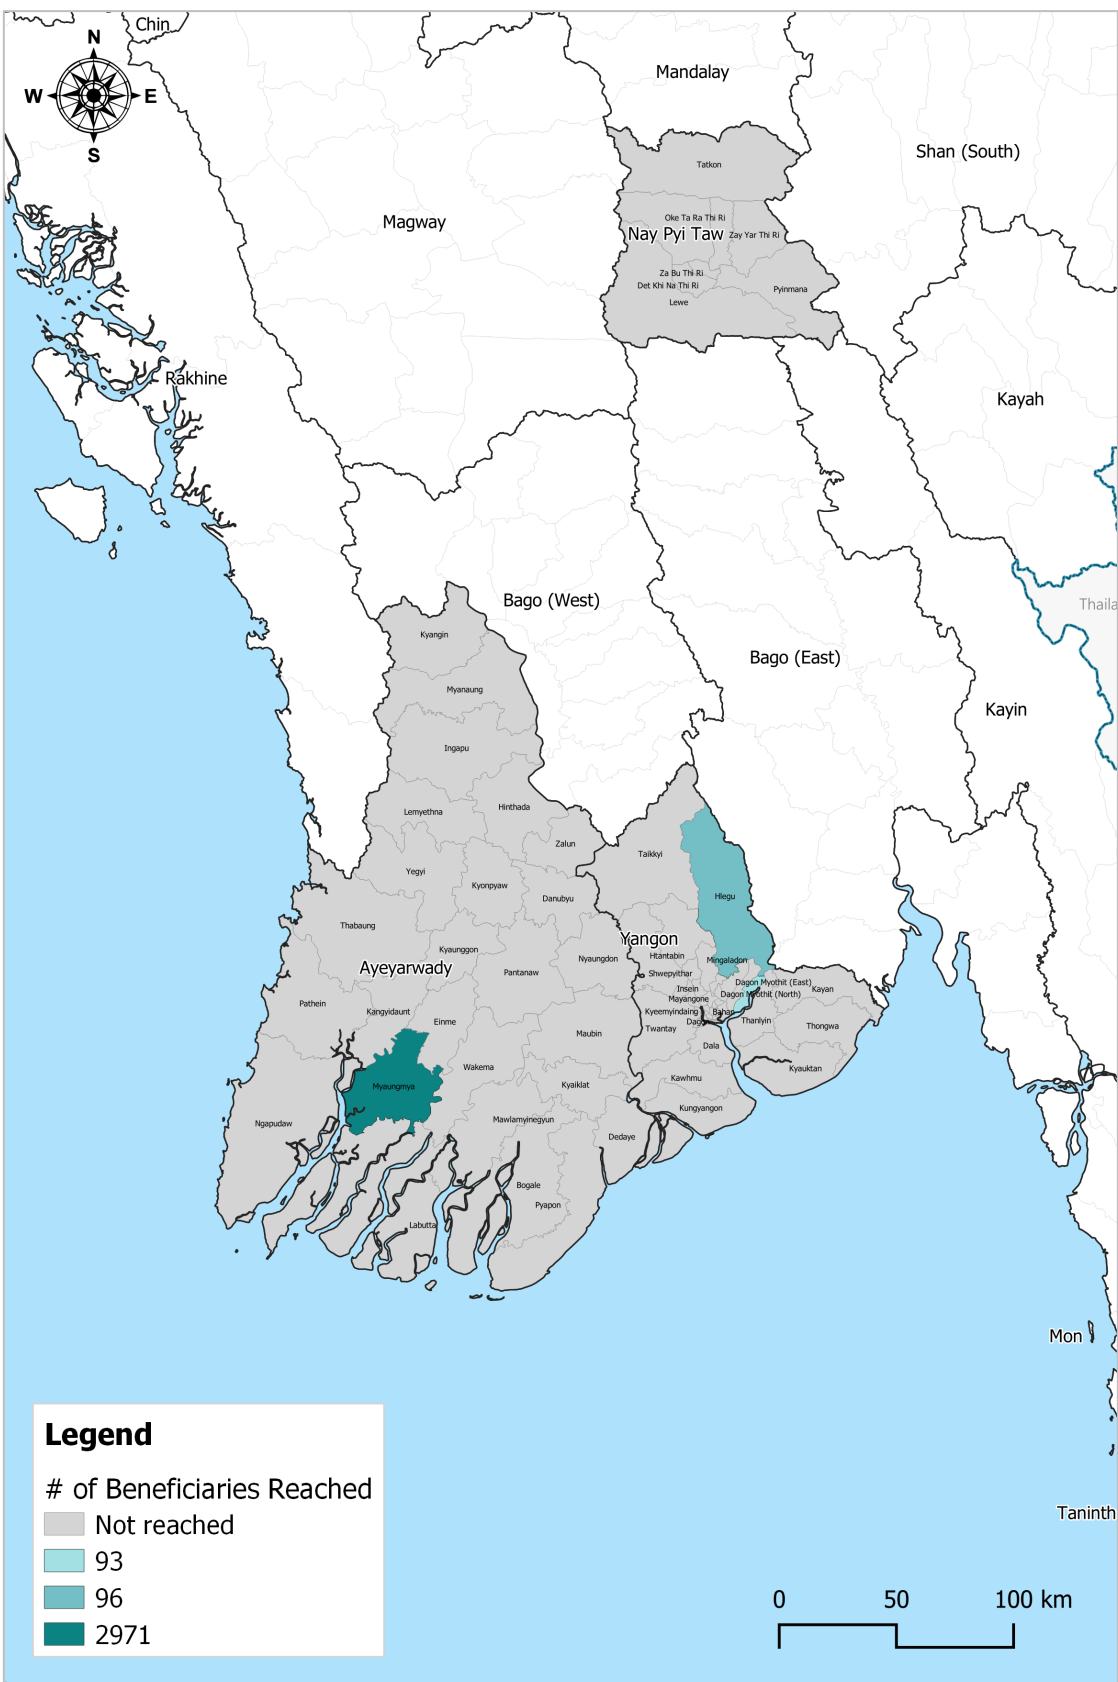 Chin
N
W
E
S
Mandalay
Shan (South)
Tatkon
Magway
Oke Ta Ra Thi Ri
Nay Pyi Taw
Zay Yar Thi Ri
Za Bu Thi Ri
Det Khi Na Thi Ri
Pyinmana
Lewe
Rakhine
Kayah
Bago (West)
Thaila
Kyangin
Bago (East)
Myanaung
Kayin
Ingapu
Hinthada
Lemyethna
Zalun
Taikkyi
Yegyi
Kyonpyaw
Danubyu
Hlegu
Thabaung
Yangon
Kyaunggon
Htantabin
Nyaungdon
Mingaladon
Ayeyarwady
Pantanaw
Shwepyithar
Dagon Myothit (East)
Insein
Kayan
Dagon Myothit (North)
Mayangone
Pathein
Kangyidaunt
Kyeemyindaing
Bahan
Einme
Dagon
Thanlyin
Twantay
Thongwa
Maubin
Dala
Wakema
Kyauktan
Kawhmu
Myaungmya
Kyaiklat
Kungyangon
Mawlamyinegyun
Ngapudaw
Dedaye
Bogale
Pyapon
Labutta
Mon
Taninth
Legend
# of Beneficiaries Reached
Not reached
93
96
2971
0 50 100 km